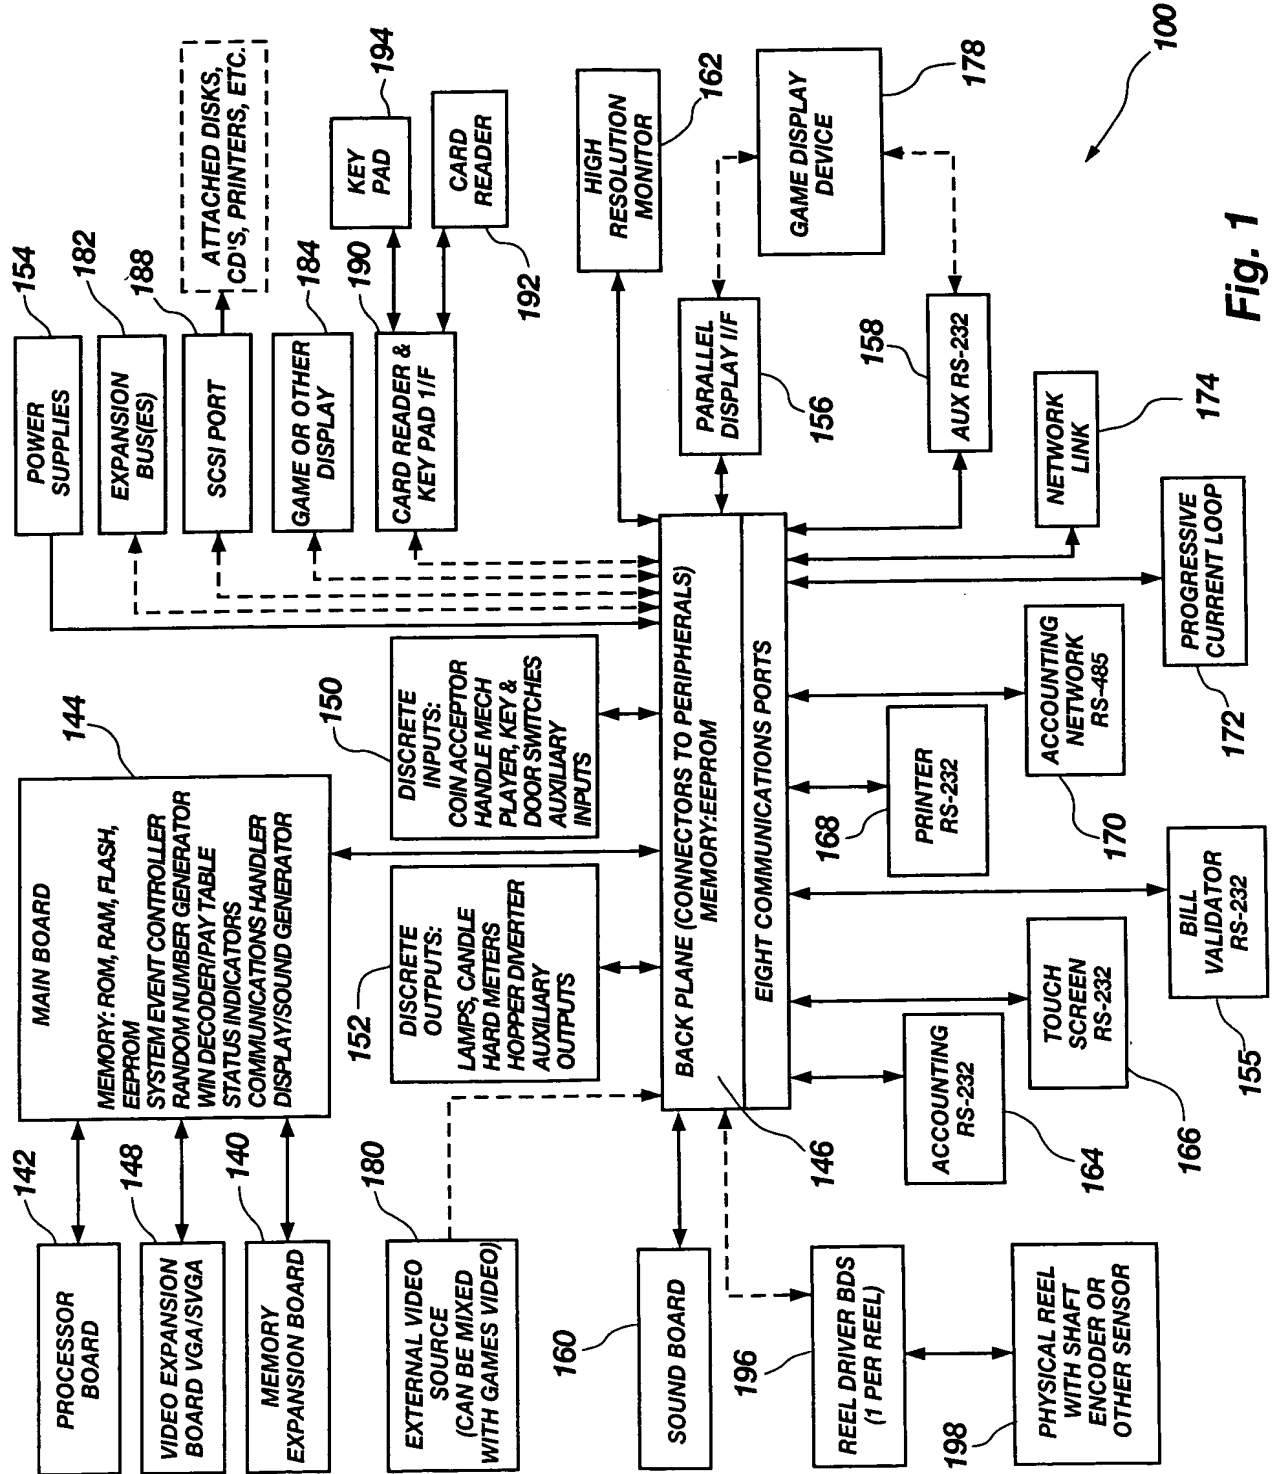 142
PROCESSOR
BOARD
148
VIDEO EXPANSION
BOARD VGA/SVGA
140
MEMORY
EXPANSION BOARD
144
MAIN BOARD
MEMORY: ROM, RAM, FLASH,
EEPROM
SYSTEM EVENT CONTROLLER
RANDOM NUMBER GENERATOR
WIN DECODER/PAY TABLE
STATUS INDICATORS
COMMUNICATIONS HANDLER
DISPLAY/SOUND GENERATOR
154
POWER
SUPPLIES
182
EXPANSION
BUS(ES)
188
SCSI PORT
ATTACHED DISKS,
CD'S, PRINTERS, ETC.
184
GAME OR OTHER
DISPLAY
190
CARD READER &
KEY PAD 1/F
194
KEY
PAD
CARD
READER
192
180
EXTERNAL VIDEO
SOURCE
(CAN BE MIXED
WITH GAMES VIDEO)
152
DISCRETE
OUTPUTS:
LAMPS, CANDLE
HARD METERS
HOPPER DIVERTER
AUXILIARY
OUTPUTS
150
DISCRETE
INPUTS:
COIN ACCEPTOR
HANDLE MECH
PLAYER, KEY &
DOOR SWITCHES
AUXILIARY
INPUTS
160
SOUND BOARD
BACK PLANE (CONNECTORS TO PERIPHERALS)
MEMORY:EEPROM
EIGHT COMMUNICATIONS PORTS
146
HIGH
RESOLUTION
MONITOR
162
PARALLEL
DISPLAY I/F
156
GAME DISPLAY
DEVICE
178
158
AUX RS-232
196
REEL DRIVER BDS
(1 PER REEL)
198
PHYSICAL REEL
WITH SHAFT
ENCODER OR
OTHER SENSOR
ACCOUNTING
RS-232
164
TOUCH
SCREEN
RS-232
166
BILL
VALIDATOR
RS-232
155
168
PRINTER
RS-232
ACCOUNTING
NETWORK
RS-485
170
PROGRESSIVE
CURRENT LOOP
172
NETWORK
LINK
174
100
Fig. 1